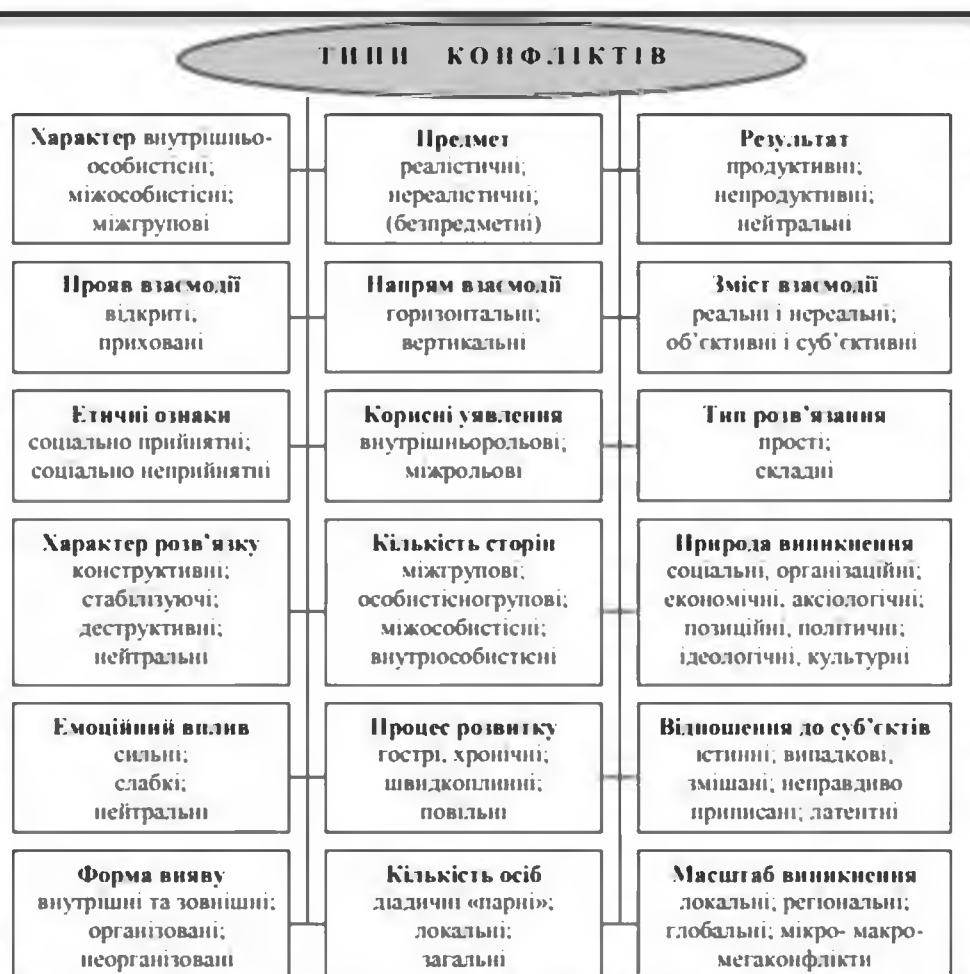 ТИПИ КОНФЛІКТІВ
Характер внутрішньо-
особистісні;
міжособистісні;
міжгрупові
Предмет
реалістичні;
нереалістичні;
(безпредметні)
Результат
продуктивні;
непродуктивні;
нейтральні
Прояв взаємодії
відкриті;
приховані
Напрям взаємодії
горизонтальні;
вертикальні
Зміст взаємодії
реальні і нереальні;
об’єктивні і суб’єктивні
Етичні ознаки
соціально прийнятні;
соціально неприйнятні
Корисні уявлення
внутрішньорольові;
міжрольові
Тип розв’язання
прості;
складні
Характер розв’язку
конструктивні;
стабілізуючі;
деструктивні;
нейтральні
Кількість сторін
міжгрупові;
особистісногрупові;
міжособистісні;
внутріособистісні
Природа виникнення
соціальні, організаційні;
економічні, аксіологічні;
позиційні, політичні;
ідеологічні, культурні
Емоційний вплив
сильні;
слабкі;
нейтральні
Процес розвитку
гострі, хронічні;
швидкоплинні;
повільні
Відношення до суб’єктів
істинні; випадкові,
змішані; неправдиво
приписані; латентні
Форма вияву
внутрішні та зовнішні;
організовані;
неорганізовані
Кількість осіб
діадичні «парні»;
локальні;
загальні
Масштаб виникнення
локальні; регіональні;
глобальні; мікро- макро-
мегаконфлікти